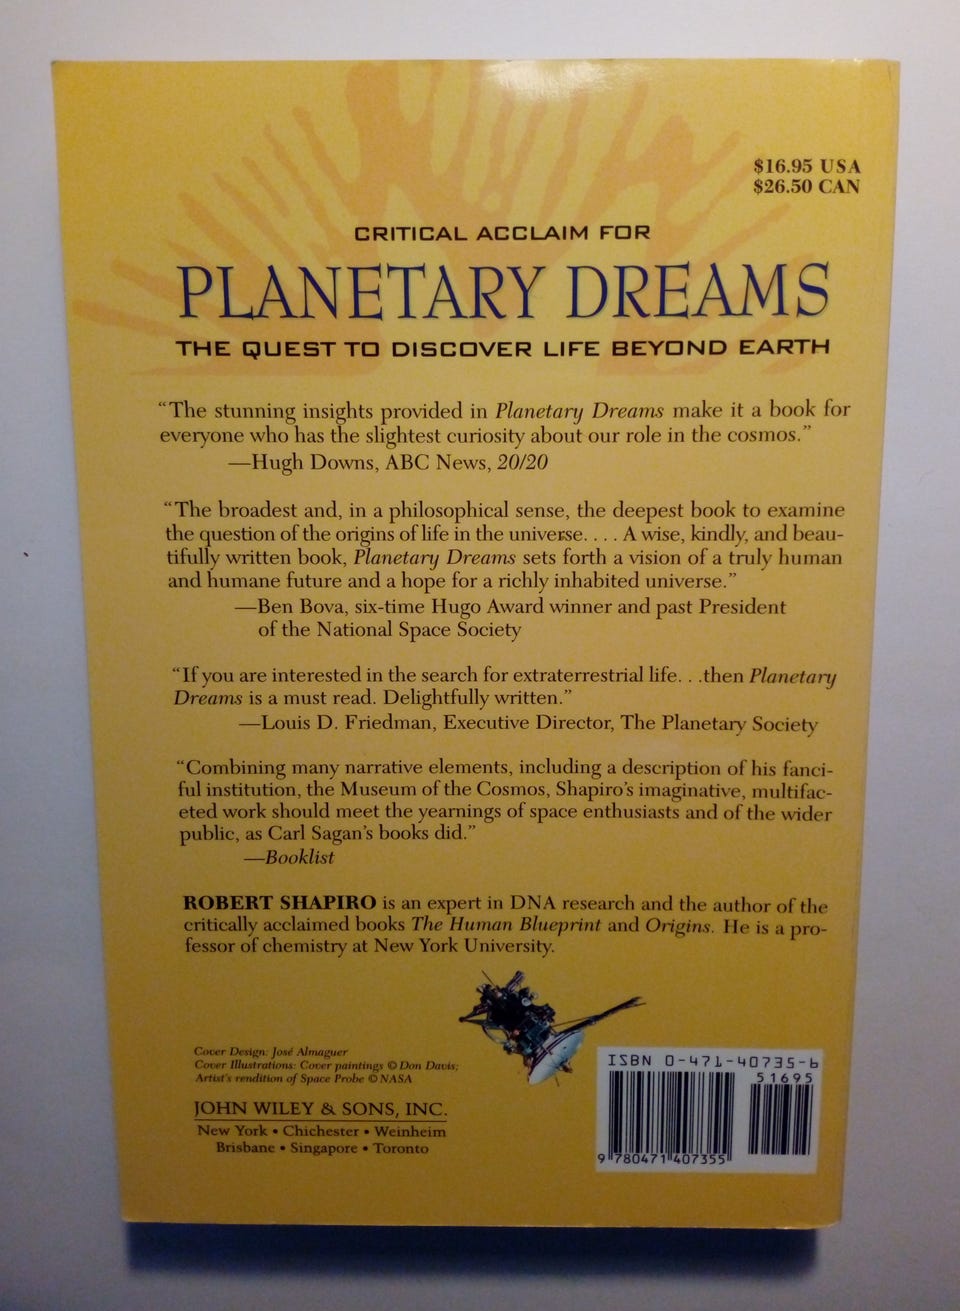 $16.95 USA
$26.50 CAN
CRITICAL ACCLAIM FOR
PLANETARY DREAMS
THE QUEST TO DISCOVER LIFE BEYOND EARTH
“The stunning insights provided in Planetary Dreams make it a book for
everyone who has the slightest curiosity about our role in the cosmos.”
—Hugh Downs, ABC News, 20/20
“The broadest and, in a philosophical sense, the deepest book to examine
the question of the origins of life in the universe. . . . A wise, kindly, and beau-
tifully written book, Planetary Dreams sets forth a vision of a truly human
and humane future and a hope for a richly inhabited universe.”
—Ben Bova, six-time Hugo Award winner and past President
of the National Space Society
“If you are interested in the search for extraterrestrial life. . .then Planetary
Dreams is a must read. Delightfully written.”
—Louis D. Friedman, Executive Director, The Planetary Society
“Combining many narrative elements, including a description of his fanci-
ful institution, the Museum of the Cosmos, Shapiro’s imaginative, multifac-
eted work should meet the yearnings of space enthusiasts and of the wider
public, as Carl Sagan’s books did.”
—Booklist
ROBERT SHAPIRO is an expert in DNA research and the author of the
critically acclaimed books The Human Blueprint and Origins. He is a pro-
fessor of chemistry at New York University.
Cover Design: José Almaguer
Cover Illustrations: Cover paintings © Don Davis;
Artist’s rendition of Space Probe © NASA
JOHN WILEY & SONS, INC.
New York • Chichester • Weinheim
Brisbane • Singapore • Toronto
ISBN 0-471-40735-6
51695
9 780471 407355